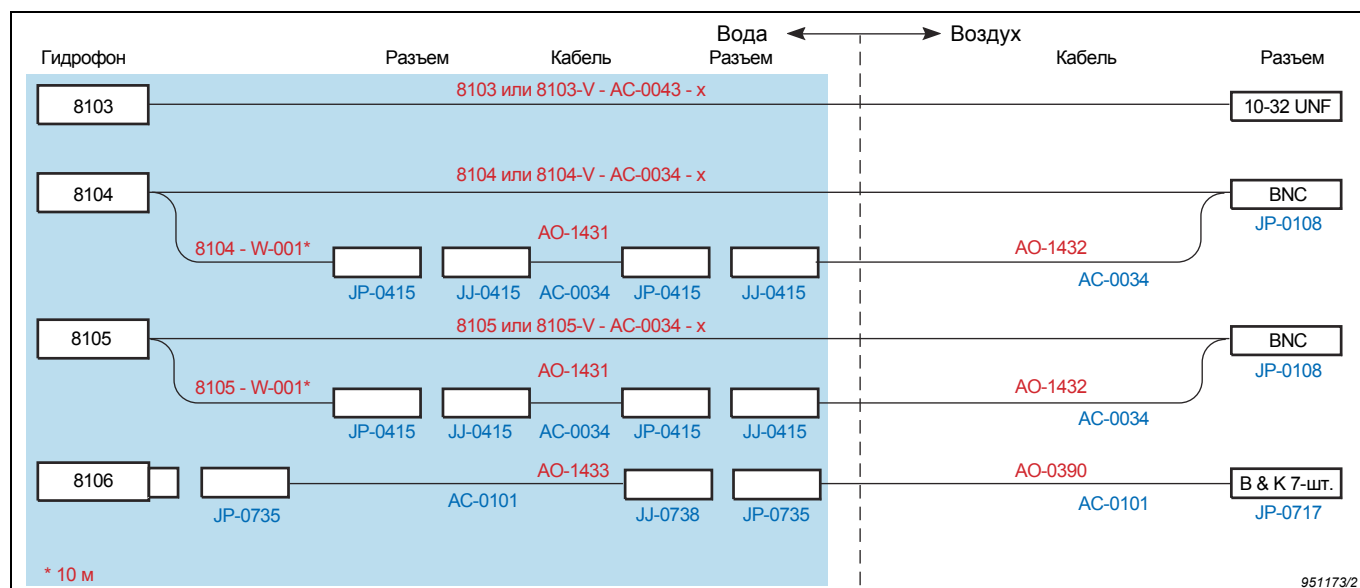 Вода Воздух
Гидрофон Разъем Кабель Разъем Кабель Разъем
8103 8103 или 8103-V - AC-0043 - x 10-32 UNF
8104 8104 или 8104-V - AC-0034 - x BNC
JP-0108
8104 - W-001* AO-1431 AO-1432
JP-0415 JJ-0415 AC-0034 JP-0415 JJ-0415 AC-0034
8105 8105 или 8105-V - AC-0034 - x BNC
JP-0108
8105 - W-001* AO-1431 AO-1432
JP-0415 JJ-0415 AC-0034 JP-0415 JJ-0415 AC-0034
8106 AO-1433 AO-0390 B & K 7-шт.
JP-0735 AC-0101 JJ-0738 JP-0735 AC-0101 JP-0717
* 10 м
951173/2